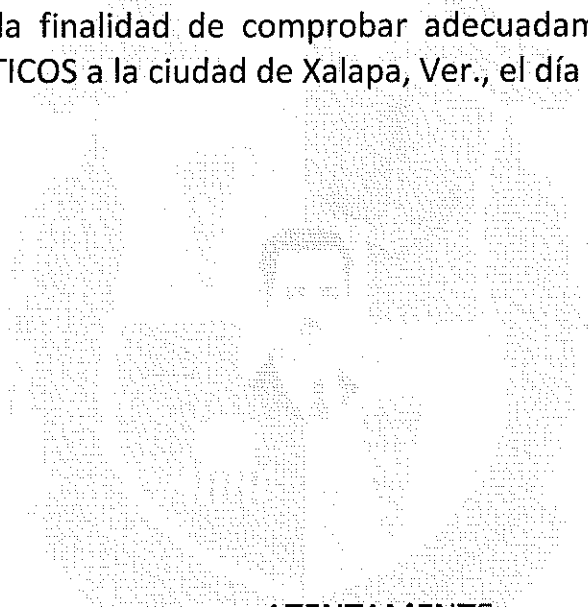 la finalidad de comprobar adecuadam
TICOS a la ciudad de Xalapa, Ver., el día
ATENTAMENTE